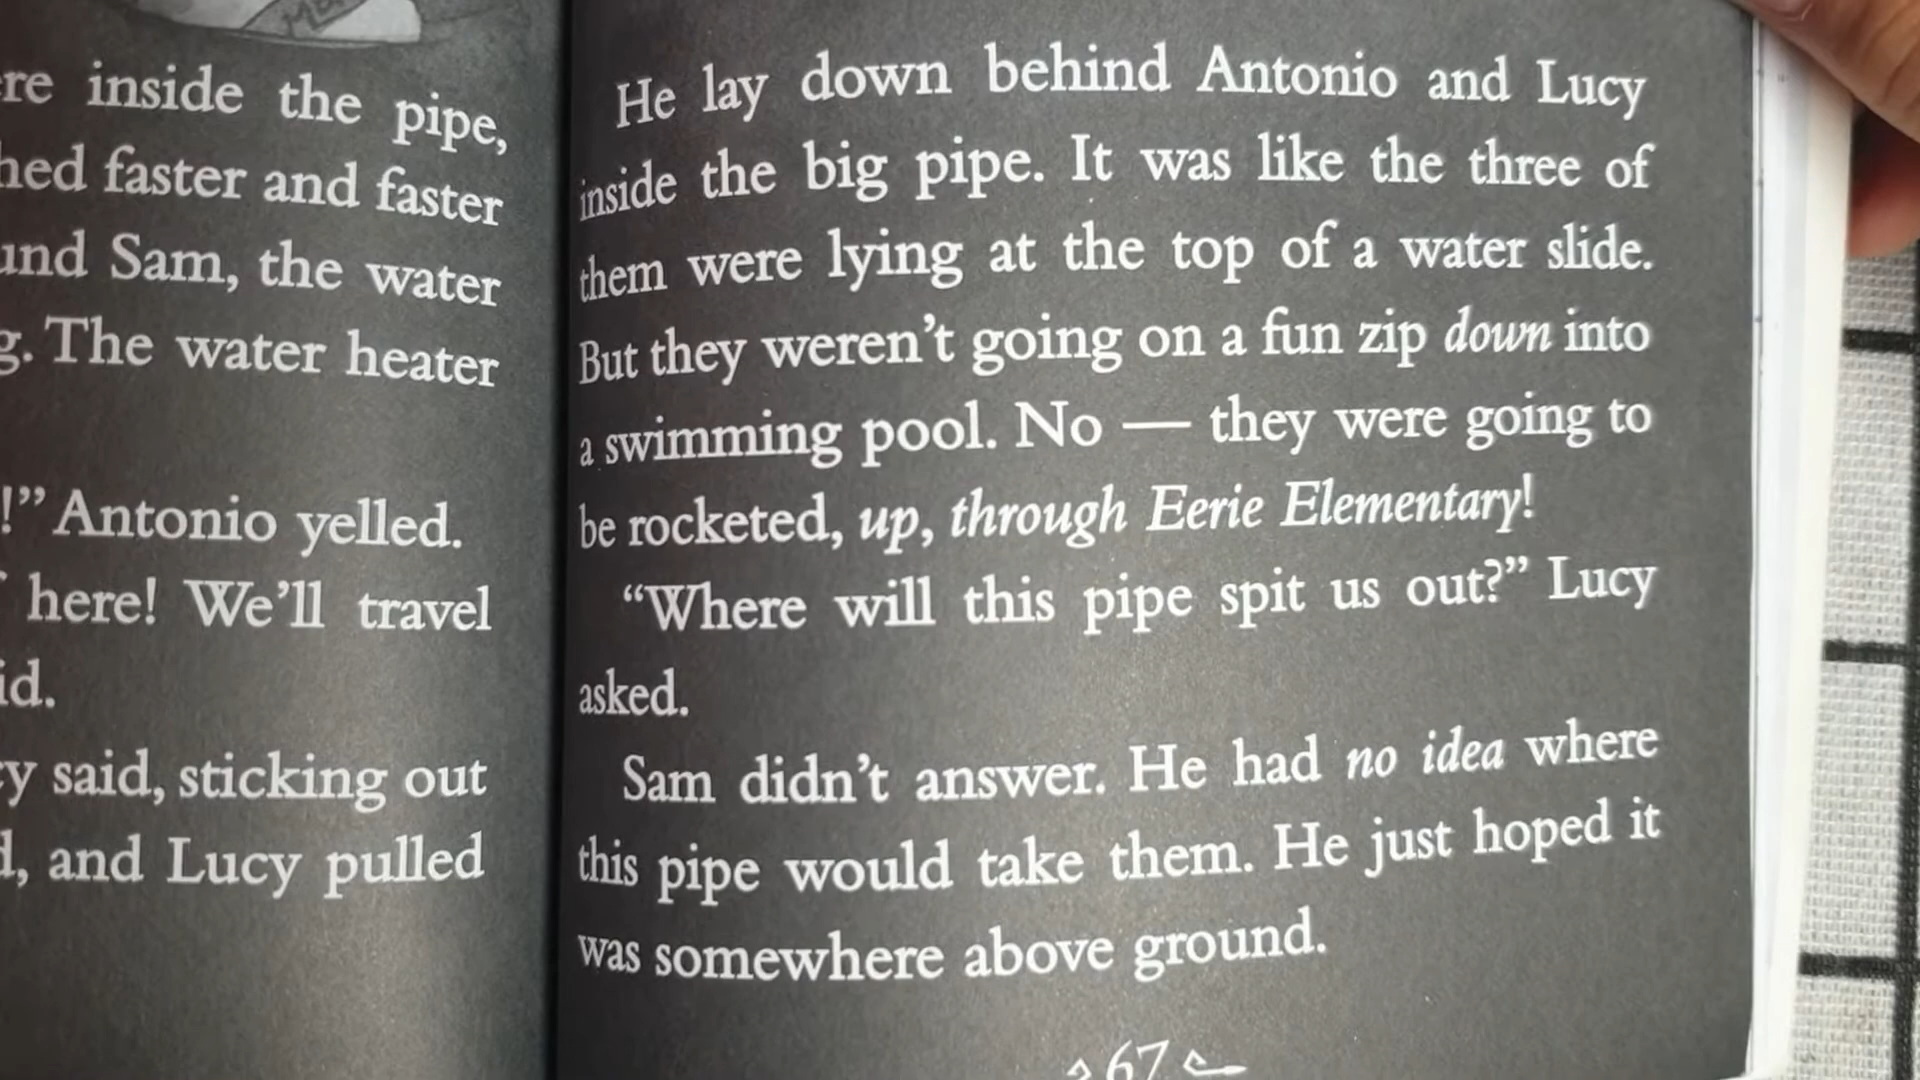 inside the pipe,
faster and faster
Sam, the water
The water heater
!” Antonio yelled.
here! We’ll travel
said, sticking out
and Lucy pulled
He lay down behind Antonio and Lucy
inside the big pipe. It was like the three of
them were lying at the top of a water slide.
But they weren’t going on a fun zip down into
a swimming pool. No — they were going to
be rocketed, up, through Eerie Elementary!
“Where will this pipe spit us out?” Lucy
asked.
Sam didn’t answer. He had no idea where
this pipe would take them. He just hoped it
was somewhere above ground.
67